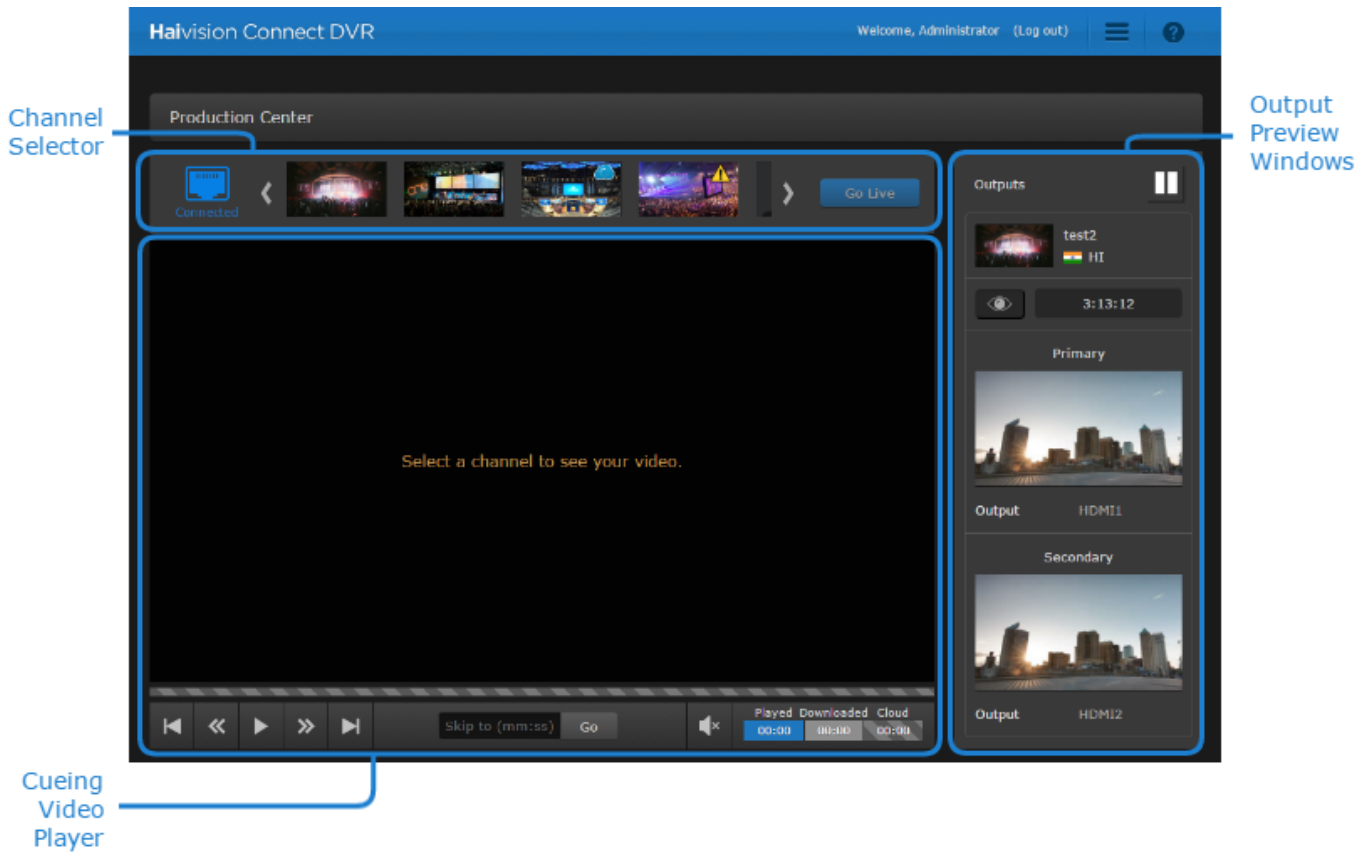 Haivision Connect DVR
Welcome, Administrator (Log out)
?
Channel
Selector
Production Center
Output
Preview
Windows
Connected
Go Live
Outputs
test2
HI
3:13:12
Primary
Output HDMI1
Secondary
Output HDMI2
Select a channel to see your video.
Skip to (mm:ss) Go
Played Downloaded Cloud
00:00 00:00 00:00
Cueing
Video
Player